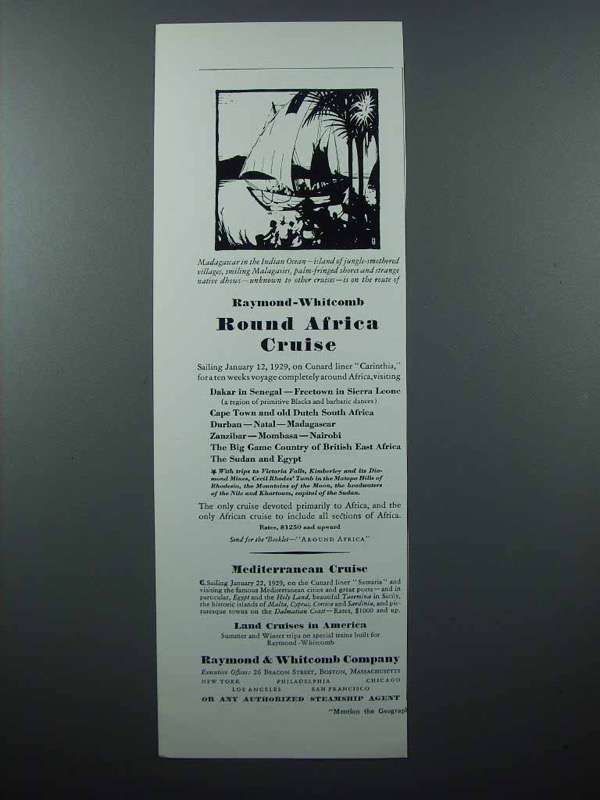 Madagascar in the Indian Ocean—island of jungle-smothered
villages, smiling Malagasies, palm-fringed shores and strange
native dhows—unknown to other cruises—is on the route of
Raymond-Whitcomb
Round Africa
Cruise
Sailing January 12, 1929, on Cunard liner "Carinthia,"
for a ten weeks voyage completely around Africa, visiting
Dakar in Senegal—Freetown in Sierra Leone
(a region of primitive Blacks and barbaric dances)
Cape Town and old Dutch South Africa
Durban—Natal—Madagascar
Zanzibar—Mombasa—Nairobi
The Big Game Country of British East Africa
The Sudan and Egypt
With trips to Victoria Falls, Kimberley and its Dia-
mond Mines, Cecil Rhodes' Tomb in the Matopo Hills of
Rhodesia, the Mountains of the Moon, the headwaters
of the Nile and Khartoum, capital of the Sudan.
The only cruise devoted primarily to Africa, and the
only African cruise to include all sections of Africa.
Rates, $1250 and upward
Send for the Booklet—"AROUND AFRICA"
Mediterranean Cruise
Sailing January 22, 1929, on the Cunard liner "Samaria" and
visiting the famous Mediterranean cities and great ports—and in
particular, Egypt and the Holy Land, beautiful Taormina in Sicily,
the historic islands of Malta, Cyprus, Corsica and Sardinia, and pic-
turesque towns on the Dalmatian Coast—Rates, $1000 and up.
Land Cruises in America
Summer and Winter trips on special trains built for
Raymond-Whitcomb
Raymond & Whitcomb Company
Executive Offices: 26 BEACON STREET, BOSTON, MASSACHUSETTS
NEW YORK PHILADELPHIA CHICAGO
LOS ANGELES SAN FRANCISCO
OR ANY AUTHORIZED STEAMSHIP AGENT
"Mention the Geograph